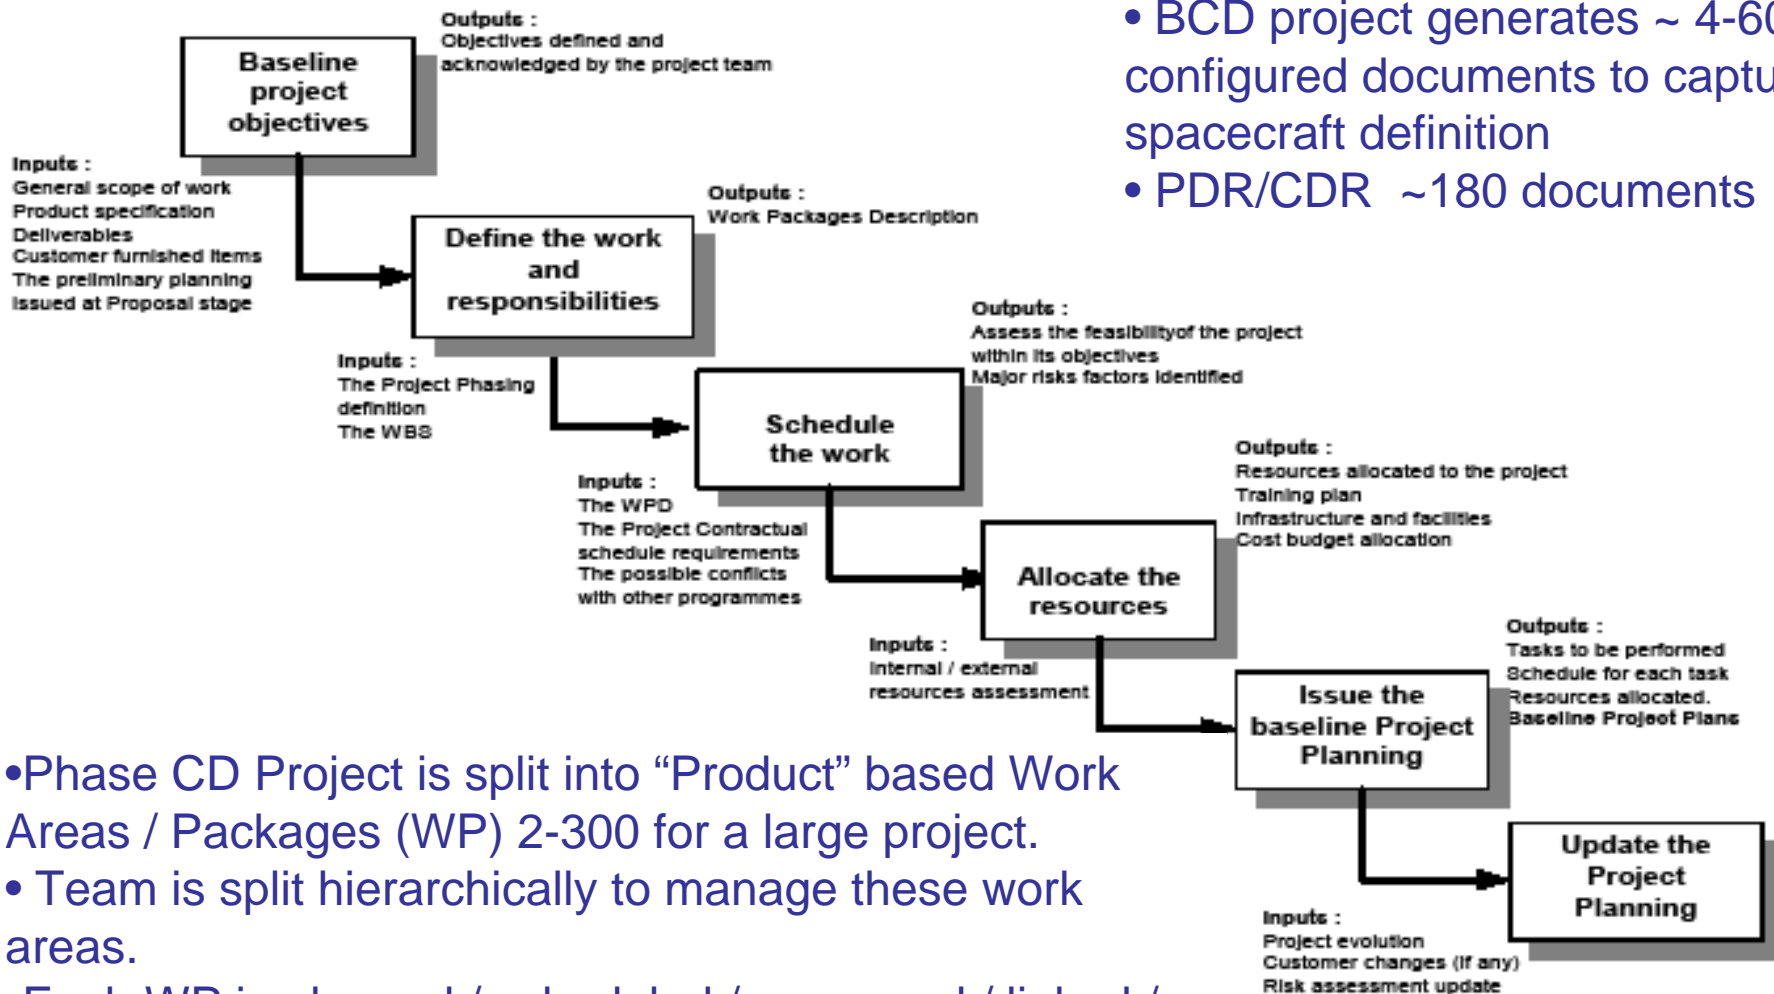 Outputs :
Objectives defined and
acknowledged by the project team
Baseline
project
objectives
• BCD project generates ~ 4-60
configured documents to captu
spacecraft definition
• PDR/CDR ~180 documents
Inputs :
General scope of work
Product specification
Deliverables
Customer furnished items
The preliminary planning
issued at Proposal stage
Outputs :
Work Packages Description
Define the work
and
responsibilities
Inputs :
The Project Phasing
definition
The WBS
Outputs :
Assess the feasibilityof the project
within its objectives
Major risks factors identified
Schedule
the work
Inputs :
The WPD
The Project Contractual
schedule requirements
The possible conflicts
with other programmes
Outputs :
Resources allocated to the project
Training plan
Infrastructure and facilities
Cost budget allocation
Allocate the
resources
Inputs :
Internal / external
resources assessment
Outputs :
Tasks to be performed
Schedule for each task
Resources allocated.
Baseline Project Plans
Issue the
baseline Project
Planning
•Phase CD Project is split into “Product” based Work
Areas / Packages (WP) 2-300 for a large project.
• Team is split hierarchically to manage these work
areas.
Update the
Project
Planning
Inputs :
Project evolution
Customer changes (if any)
Risk assessment update